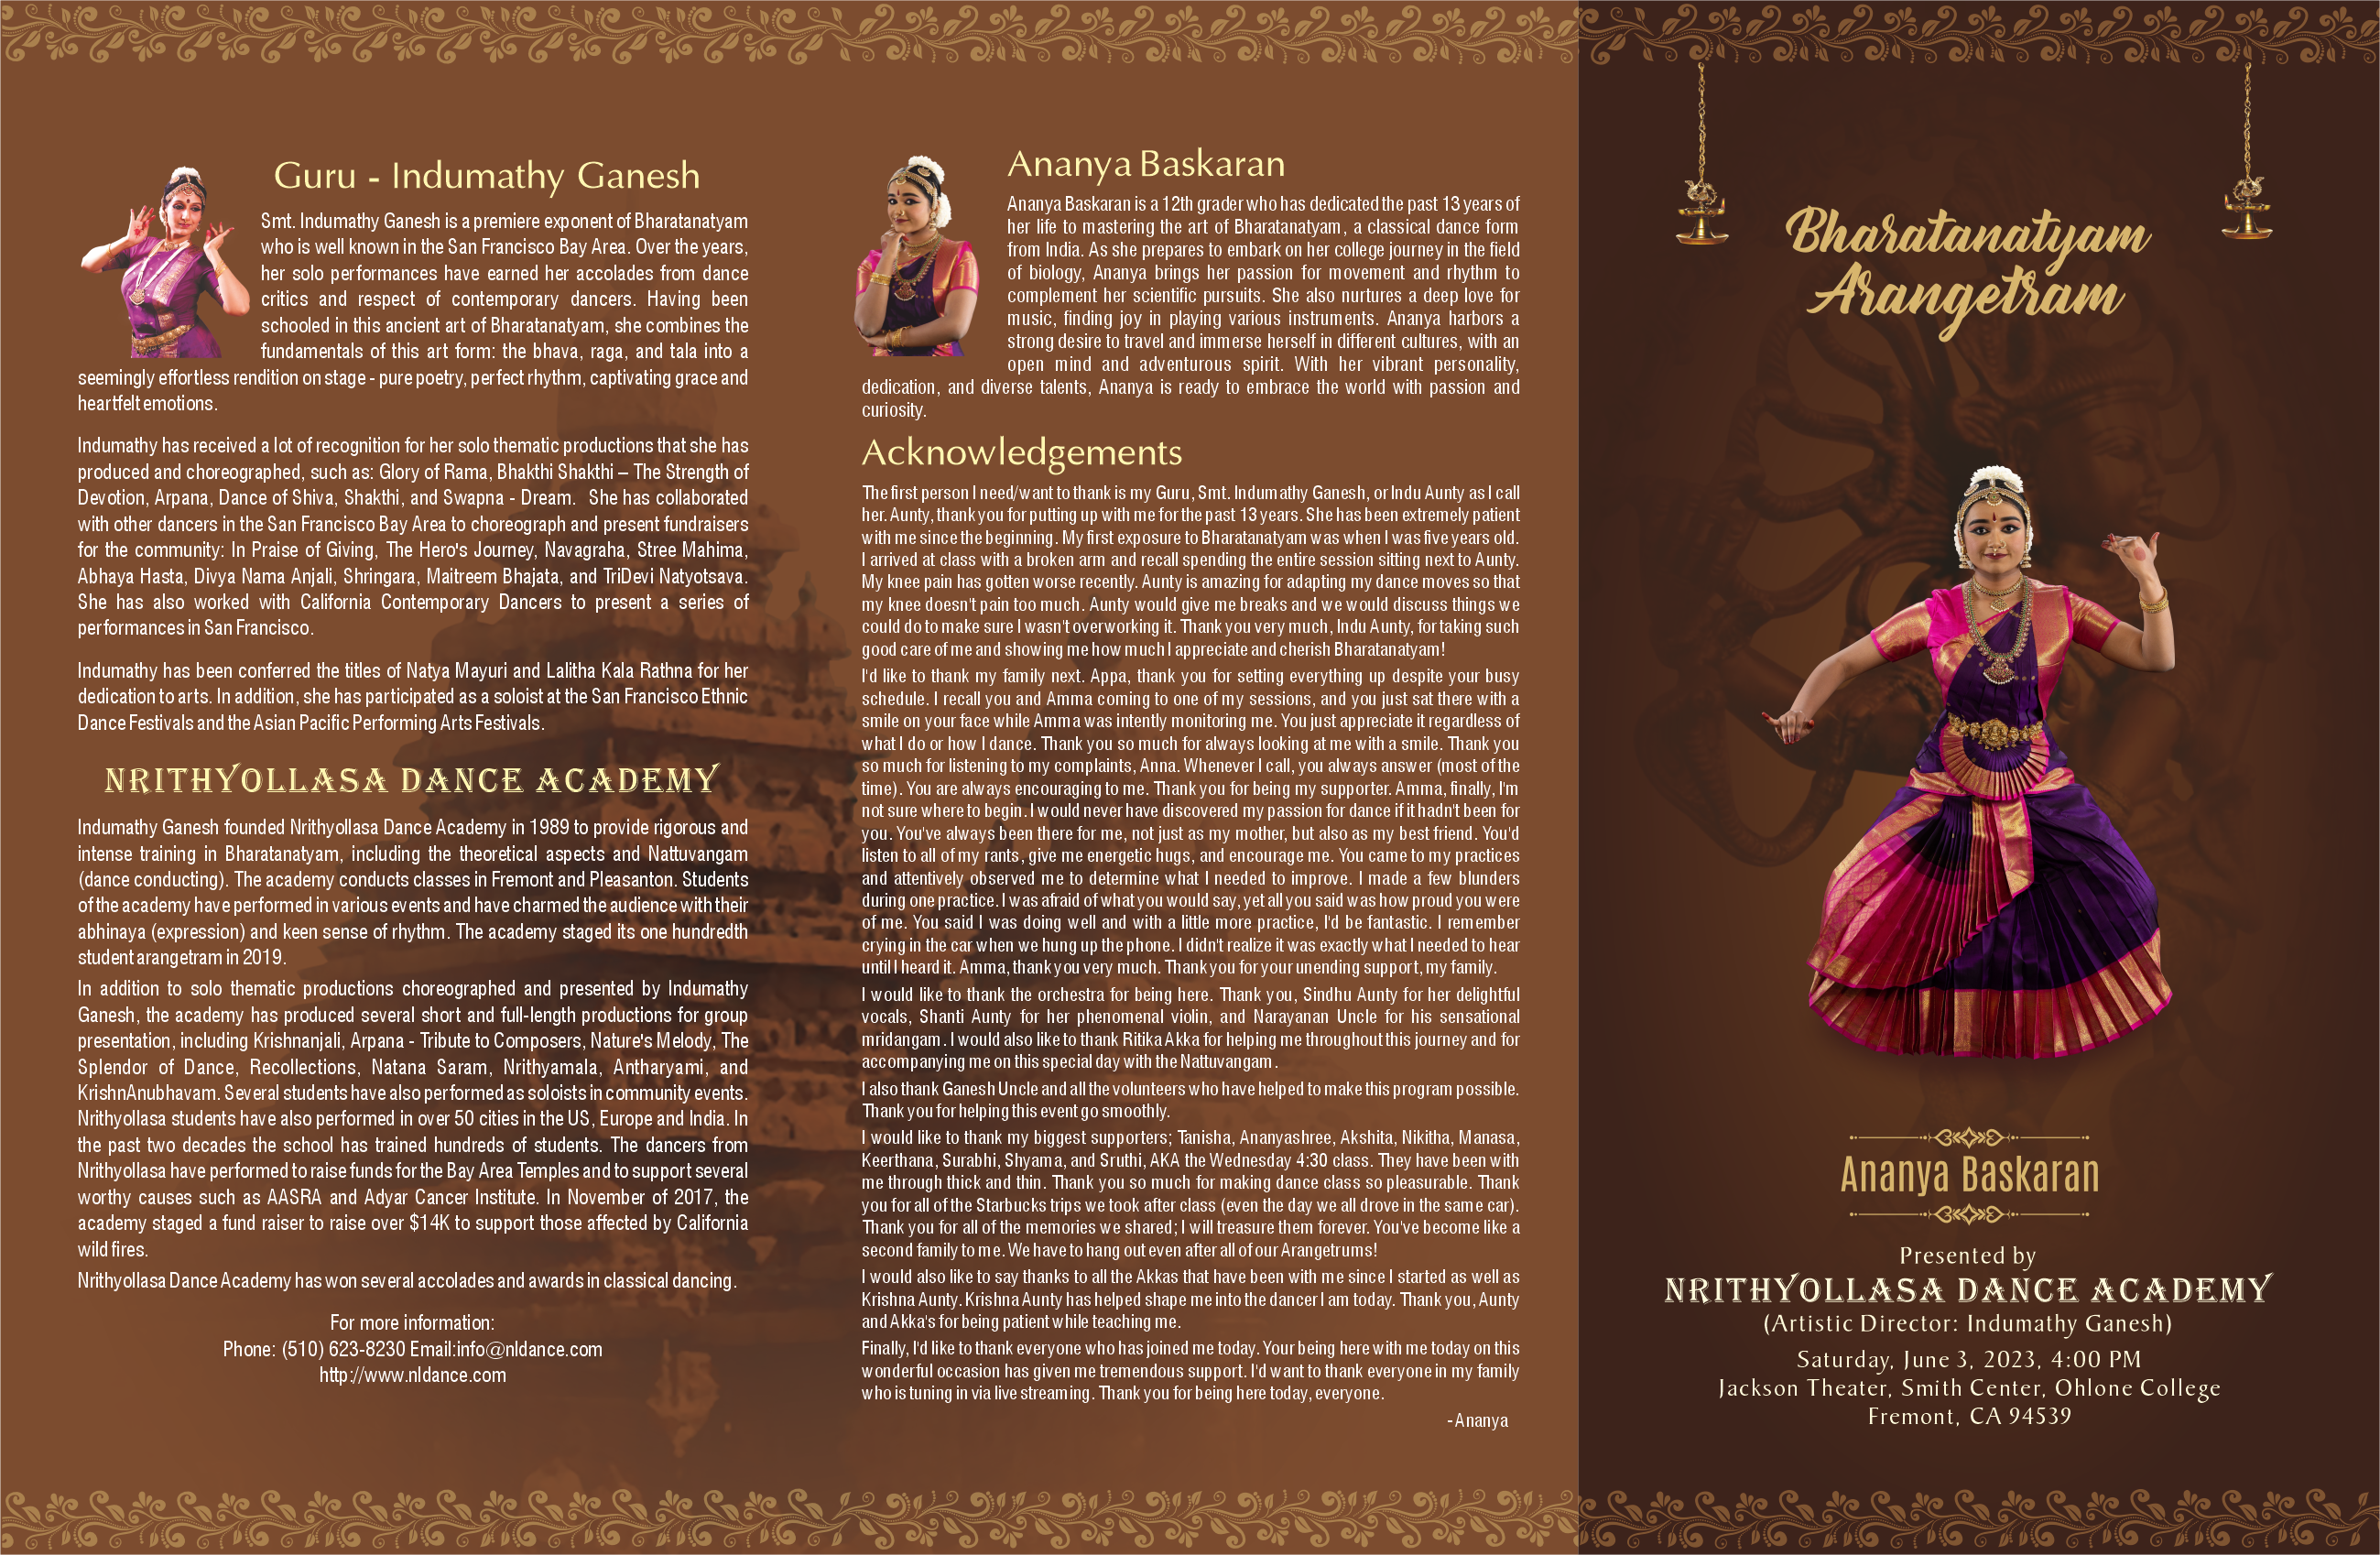 Guru - Indumathy Ganesh
Smt. Indumathy Ganesh is a premiere exponent of Bharatanatyam
who is well known in the San Francisco Bay Area. Over the years,
her solo performances have earned her accolades from dance
critics and respect of contemporary dancers. Having been
schooled in this ancient art of Bharatanatyam, she combines the
fundamentals of this art form: the bhava, raga, and tala into a
seemingly effortless rendition on stage - pure poetry, perfect rhythm, captivating grace and
heartfelt emotions.
Indumathy has received a lot of recognition for her solo thematic productions that she has
produced and choreographed, such as: Glory of Rama, Bhakthi Shakthi – The Strength of
Devotion, Arpana, Dance of Shiva, Shakthi, and Swapna - Dream. She has collaborated
with other dancers in the San Francisco Bay Area to choreograph and present fundraisers
for the community: In Praise of Giving, The Hero's Journey, Navagraha, Stree Mahima,
Abhaya Hasta, Divya Nama Anjali, Shringara, Maitreem Bhajata, and TriDevi Natyotsava.
She has also worked with California Contemporary Dancers to present a series of
performances in San Francisco.
Indumathy has been conferred the titles of Natya Mayuri and Lalitha Kala Rathna for her
dedication to arts. In addition, she has participated as a soloist at the San Francisco Ethnic
Dance Festivals and the Asian Pacific Performing Arts Festivals.
NRITHYOLLASA DANCE ACADEMY
Indumathy Ganesh founded Nrithyollasa Dance Academy in 1989 to provide rigorous and
intense training in Bharatanatyam, including the theoretical aspects and Nattuvangam
(dance conducting). The academy conducts classes in Fremont and Pleasanton. Students
of the academy have performed in various events and have charmed the audience with their
abhinaya (expression) and keen sense of rhythm. The academy staged its one hundredth
student arangetram in 2019.
In addition to solo thematic productions choreographed and presented by Indumathy
Ganesh, the academy has produced several short and full-length productions for group
presentation, including Krishnanjali, Arpana - Tribute to Composers, Nature's Melody, The
Splendor of Dance, Recollections, Natana Saram, Nrithyamala, Antharyami, and
KrishnAnubhavam. Several students have also performed as soloists in community events.
Nrithyollasa students have also performed in over 50 cities in the US, Europe and India. In
the past two decades the school has trained hundreds of students. The dancers from
Nrithyollasa have performed to raise funds for the Bay Area Temples and to support several
worthy causes such as AASRA and Adyar Cancer Institute. In November of 2017, the
academy staged a fund raiser to raise over $14K to support those affected by California
wild fires.
Nrithyollasa Dance Academy has won several accolades and awards in classical dancing.
For more information:
Phone: (510) 623-8230 Email:info@nldance.com
http://www.nldance.com
Ananya Baskaran
Ananya Baskaran is a 12th grader who has dedicated the past 13 years of
her life to mastering the art of Bharatanatyam, a classical dance form
from India. As she prepares to embark on her college journey in the field
of biology, Ananya brings her passion for movement and rhythm to
complement her scientific pursuits. She also nurtures a deep love for
music, finding joy in playing various instruments. Ananya harbors a
strong desire to travel and immerse herself in different cultures, with an
open mind and adventurous spirit. With her vibrant personality,
dedication, and diverse talents, Ananya is ready to embrace the world with passion and
curiosity.
Acknowledgements
The first person I need/want to thank is my Guru, Smt. Indumathy Ganesh, or Indu Aunty as I call
her. Aunty, thank you for putting up with me for the past 13 years. She has been extremely patient
with me since the beginning. My first exposure to Bharatanatyam was when I was five years old.
I arrived at class with a broken arm and recall spending the entire session sitting next to Aunty.
My knee pain has gotten worse recently. Aunty is amazing for adapting my dance moves so that
my knee doesn't pain too much. Aunty would give me breaks and we would discuss things we
could do to make sure I wasn't overworking it. Thank you very much, Indu Aunty, for taking such
good care of me and showing me how much I appreciate and cherish Bharatanatyam!
I'd like to thank my family next. Appa, thank you for setting everything up despite your busy
schedule. I recall you and Amma coming to one of my sessions, and you just sat there with a
smile on your face while Amma was intently monitoring me. You just appreciate it regardless of
what I do or how I dance. Thank you so much for always looking at me with a smile. Thank you
so much for listening to my complaints, Anna. Whenever I call, you always answer (most of the
time). You are always encouraging to me. Thank you for being my supporter. Amma, finally, I'm
not sure where to begin. I would never have discovered my passion for dance if it hadn't been for
you. You've always been there for me, not just as my mother, but also as my best friend. You'd
listen to all of my rants, give me energetic hugs, and encourage me. You came to my practices
and attentively observed me to determine what I needed to improve. I made a few blunders
during one practice. I was afraid of what you would say, yet all you said was how proud you were
of me. You said I was doing well and with a little more practice, I'd be fantastic. I remember
crying in the car when we hung up the phone. I didn't realize it was exactly what I needed to hear
until I heard it. Amma, thank you very much. Thank you for your unending support, my family.
I would like to thank the orchestra for being here. Thank you, Sindhu Aunty for her delightful
vocals, Shanti Aunty for her phenomenal violin, and Narayanan Uncle for his sensational
mridangam. I would also like to thank Ritika Akka for helping me throughout this journey and for
accompanying me on this special day with the Nattuvangam.
I also thank Ganesh Uncle and all the volunteers who have helped to make this program possible.
Thank you for helping this event go smoothly.
I would like to thank my biggest supporters; Tanisha, Ananyashree, Akshita, Nikitha, Manasa,
Keerthana, Surabhi, Shyama, and Sruthi, AKA the Wednesday 4:30 class. They have been with
me through thick and thin. Thank you so much for making dance class so pleasurable. Thank
you for all of the Starbucks trips we took after class (even the day we all drove in the same car).
Thank you for all of the memories we shared; I will treasure them forever. You've become like a
second family to me. We have to hang out even after all of our Arangetrums!
I would also like to say thanks to all the Akkas that have been with me since I started as well as
Krishna Aunty. Krishna Aunty has helped shape me into the dancer I am today. Thank you, Aunty
and Akka's for being patient while teaching me.
Finally, I'd like to thank everyone who has joined me today. Your being here with me today on this
wonderful occasion has given me tremendous support. I'd want to thank everyone in my family
who is tuning in via live streaming. Thank you for being here today, everyone.
- Ananya
Bharatanatyam
Arangetram
Ananya Baskaran
Presented by
NRITHYOLLASA DANCE ACADEMY
(Artistic Director: Indumathy Ganesh)
Saturday, June 3, 2023, 4:00 PM
Jackson Theater, Smith Center, Ohlone College
Fremont, CA 94539